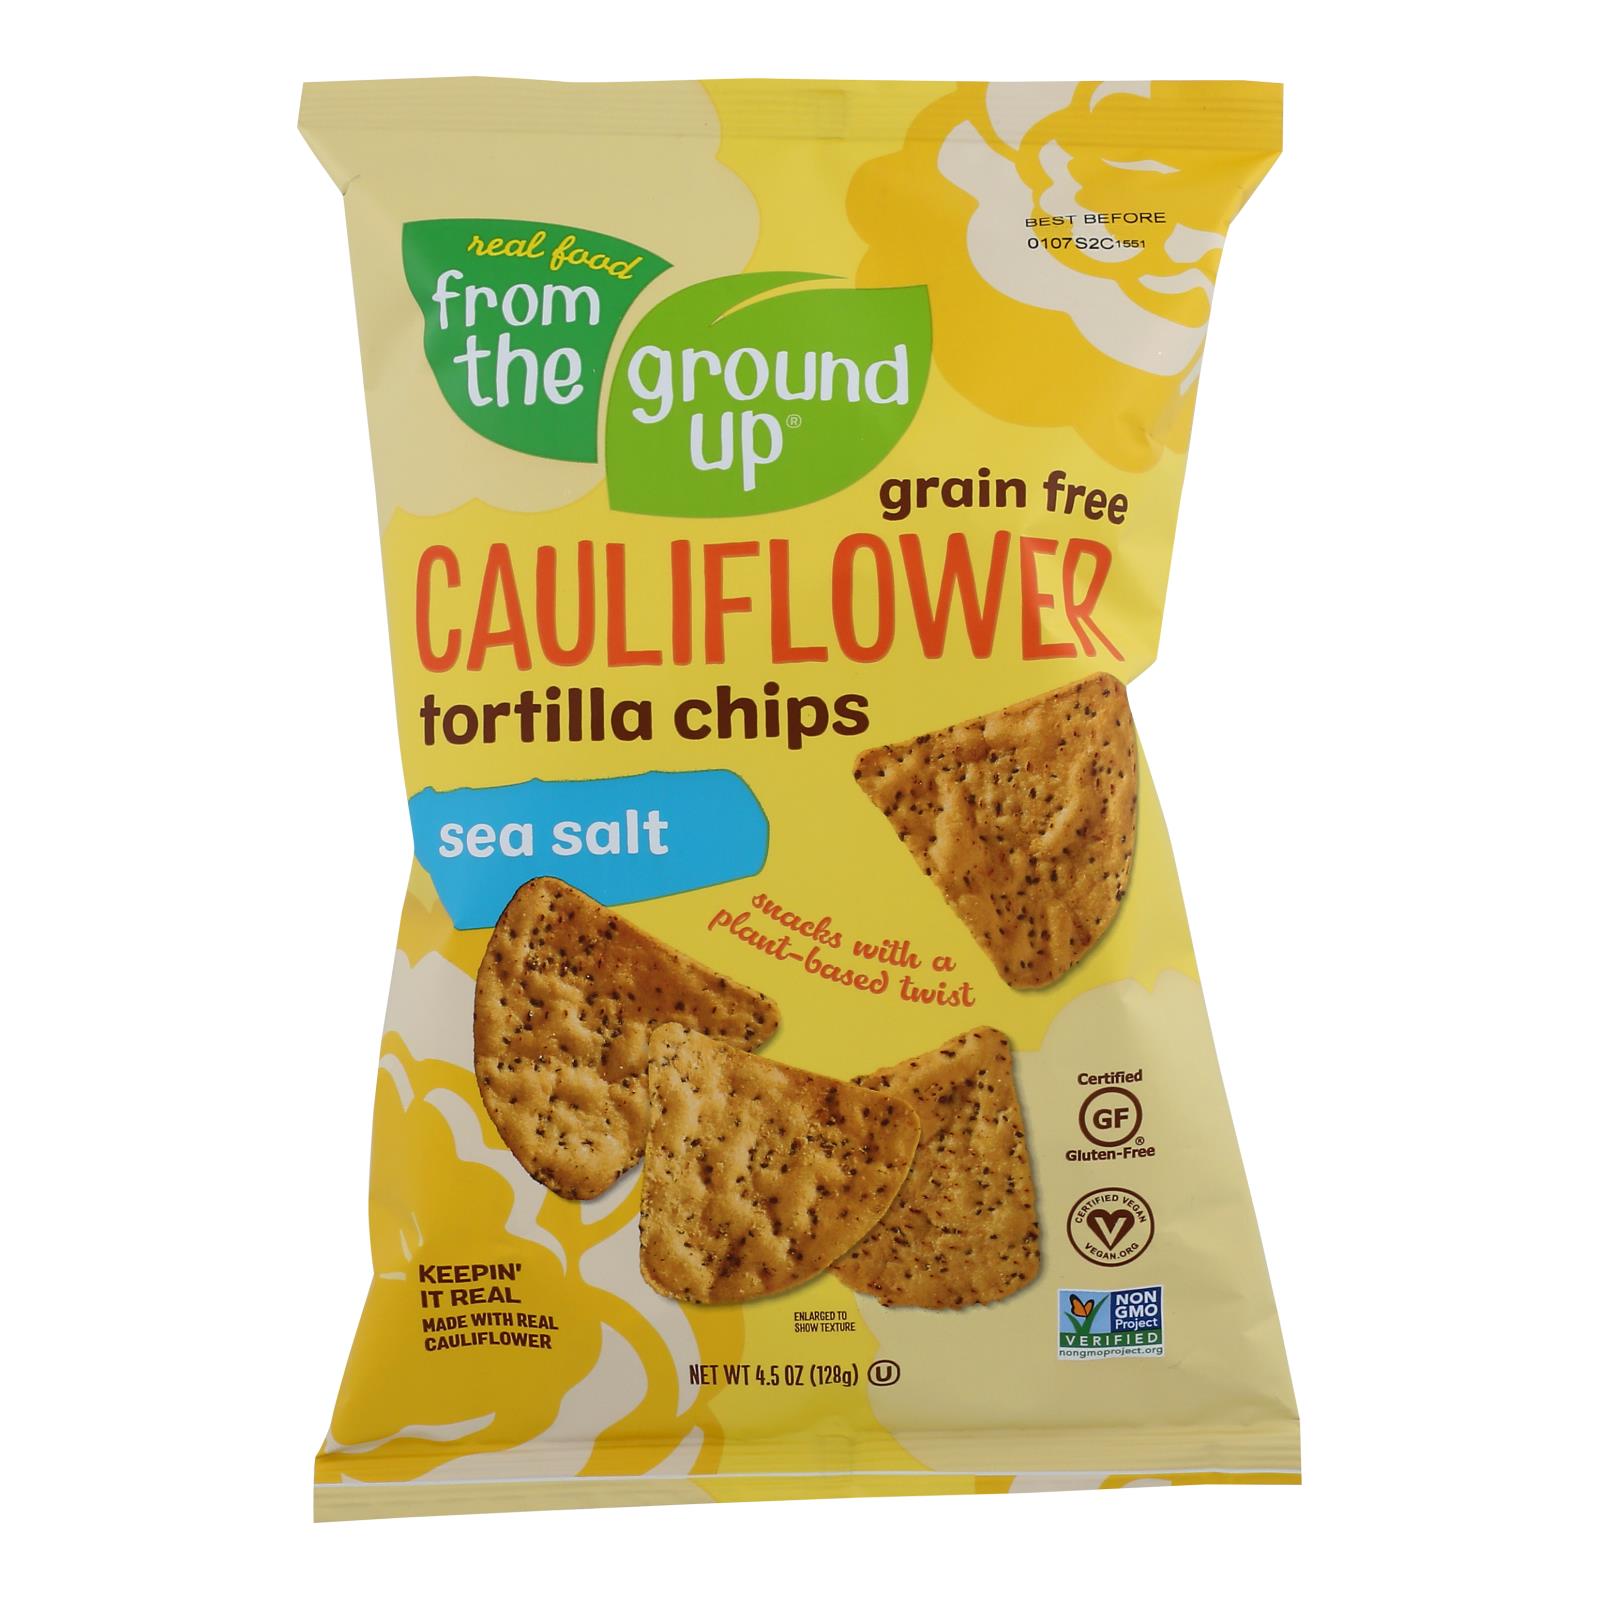 BEST BEFORE
0107S2C1551
real food
from
the
ground
up®
grain free
CAULIFLOWER
tortilla chips
sea salt
snacks with a
plant-based twist
Certified
GF
®
Gluten-Free
CERTIFIED VEGAN
V
VEGAN.ORG
KEEPIN'
IT REAL
MADE WITH REAL
CAULIFLOWER
ENLARGED TO
SHOW TEXTURE
NON
GMO
Project
VERIFIED
nongmoproject.org
NET WT 4.5 OZ (128g) U